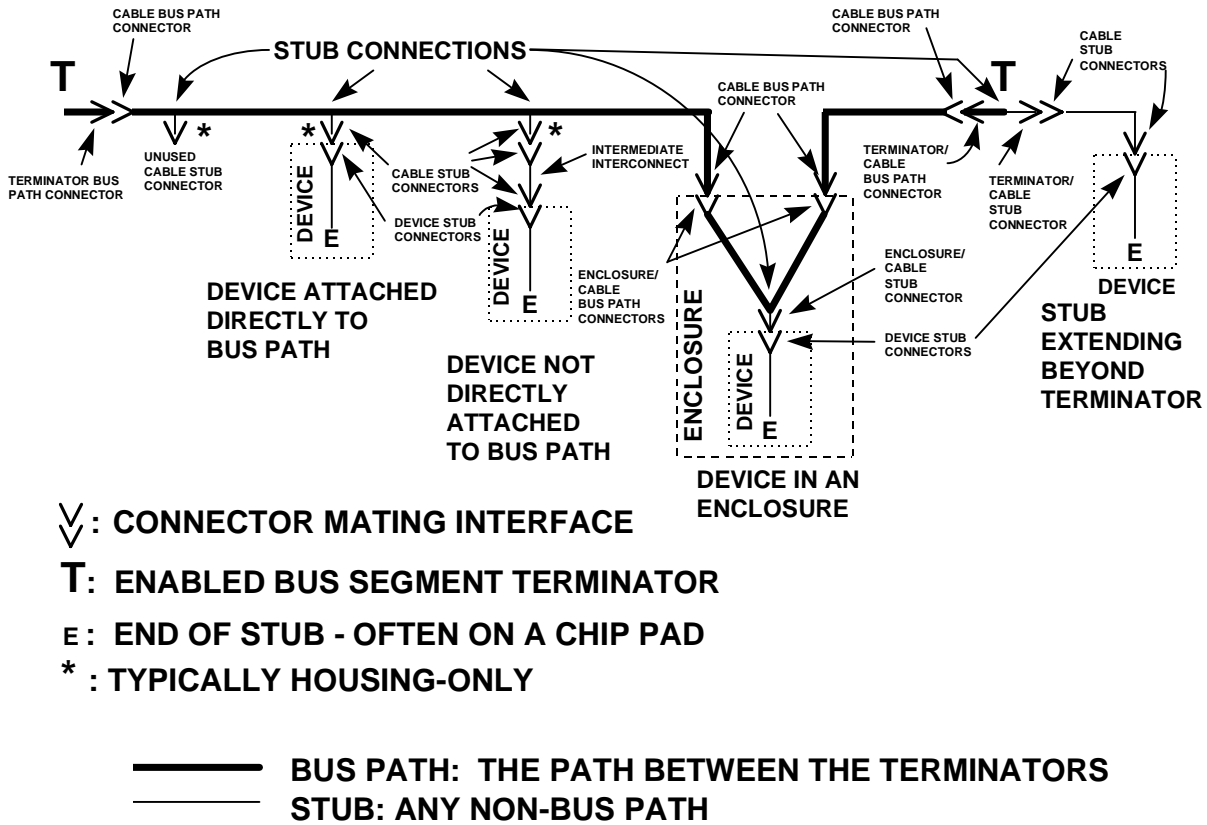 CABLE BUS PATH
CONNECTOR
STUB CONNECTIONS
CABLE BUS PATH
CONNECTOR
CABLE
STUB
CONNECTORS
T
T
CABLE BUS PATH
CONNECTOR
*
*
*
UNUSED
CABLE STUB
CONNECTOR
TERMINATOR BUS
PATH CONNECTOR
DEVICE
E
CABLE STUB
CONNECTORS
DEVICE STUB
CONNECTORS
INTERMEDIATE
INTERCONNECT
DEVICE
E
TERMINATOR/
CABLE
BUS PATH
CONNECTOR
TERMINATOR/
CABLE
STUB
CONNECTOR
E
DEVICE
DEVICE ATTACHED
DIRECTLY TO
BUS PATH
ENCLOSURE/
CABLE
BUS PATH
CONNECTORS
ENCLOSURE
ENCLOSURE/
CABLE
STUB
CONNECTOR
DEVICE STUB
CONNECTORS
DEVICE
E
STUB
EXTENDING
BEYOND
TERMINATOR
DEVICE NOT
DIRECTLY
ATTACHED
TO BUS PATH
DEVICE IN AN
ENCLOSURE
: CONNECTOR MATING INTERFACE
T: ENABLED BUS SEGMENT TERMINATOR
E : END OF STUB - OFTEN ON A CHIP PAD
* : TYPICALLY HOUSING-ONLY
BUS PATH: THE PATH BETWEEN THE TERMINATORS
STUB: ANY NON-BUS PATH